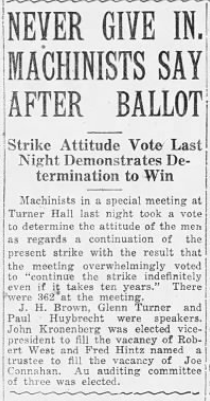 NEVER GIVE IN.
MACHINISTS SAY
AFTER BALLOT
Strike Attitude Vote Last
Night Demonstrates De-
termination to Win
Machinists in a special meeting at
Turner Hall last night took a vote
to determine the attitude of the men
as regards a continuation of the
present strike with the result that
the meeting overwhelmingly voted
to "continue the strike indefinitely
even if it takes ten years." There
were 362 at the meeting.
J. H. Brown, Glenn Turner and
Paul Huybrecht were speakers.
John Kronenberg was elected vice-
president to fill the vacancy of Rob-
ert West and Fred Hintz named a
trustee to fill the vacancy of Joe
Connahan. Au auditing committee
of three was elected.